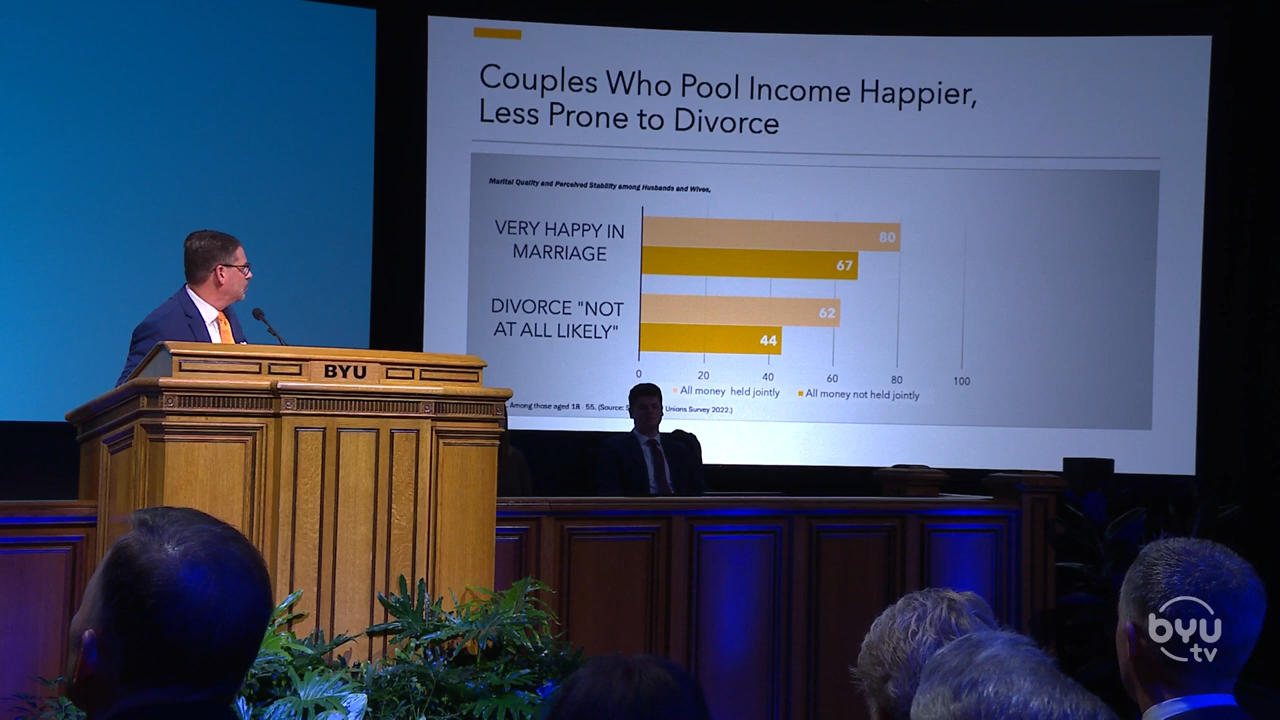 Couples Who Pool Income Happier,
Less Prone to Divorce
Marital Quality and Perceived Stability among Husbands and Wives,
VERY HAPPY IN
MARRIAGE
80
67
DIVORCE "NOT
AT ALL LIKELY"
62
44
0 20 40 60 80 100
All money held jointly All money not held jointly
Among those aged 18 55. (Source: Unions Survey 2022.)
BYU
byu
tv